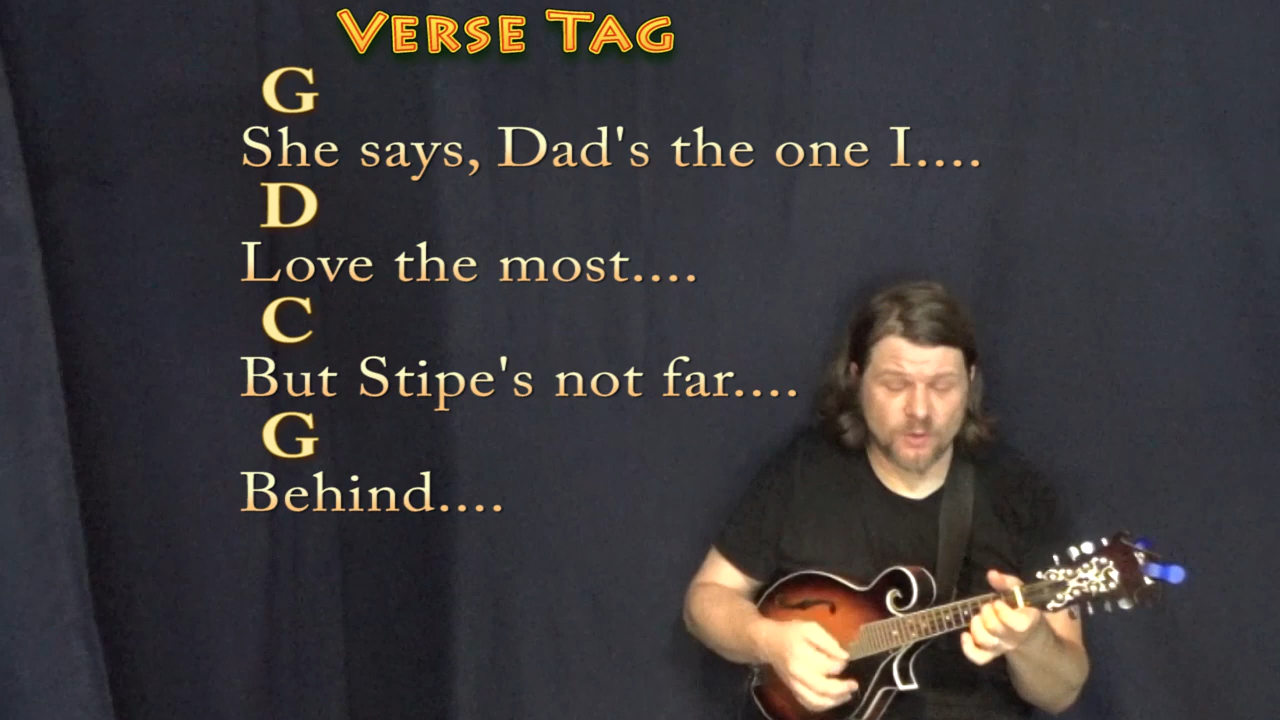 VERSE TAG
G
She says, Dad's the one I....
D
Love the most....
C
But Stipe's not far....
G
Behind....